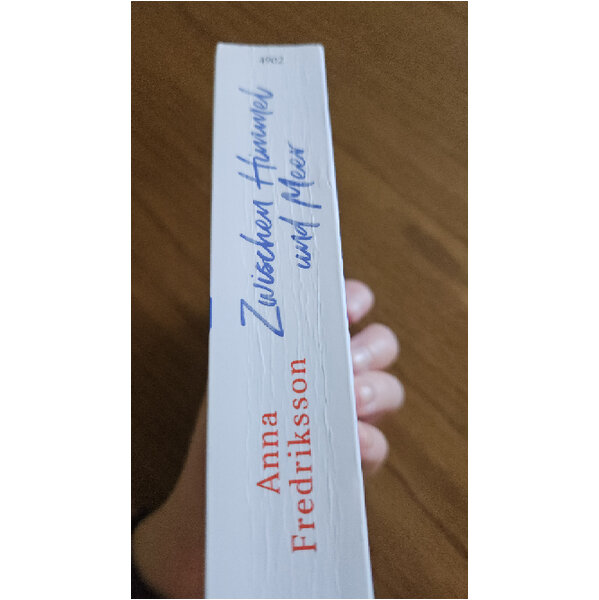 4902
Zwischen Himmel
und Meer
Anna
Fredriksson